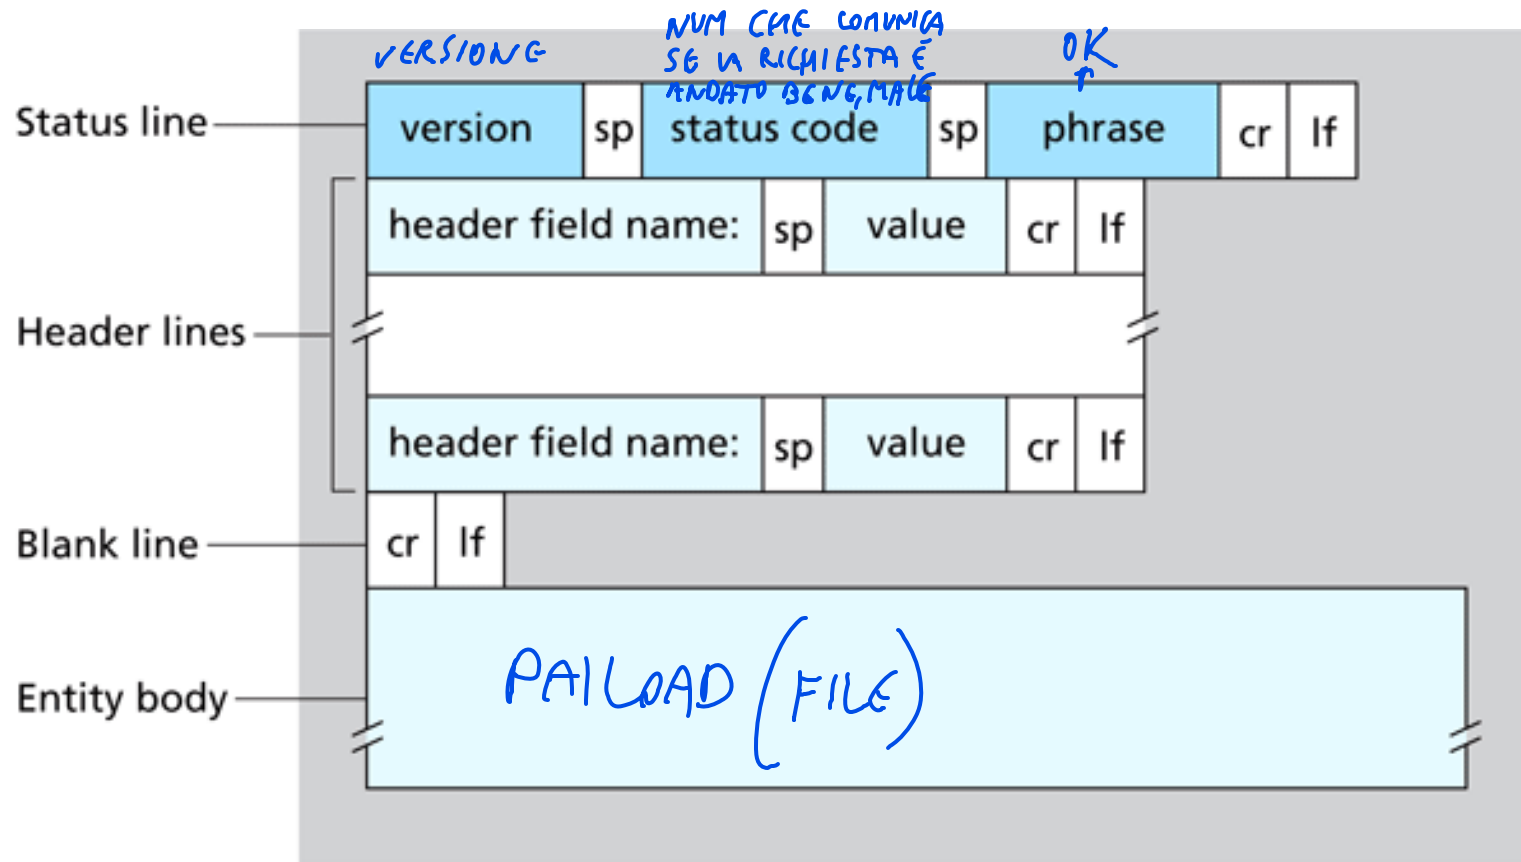 VERSIONE
NUM CHE COMUNICA
SE LA RICHIESTA È
ANDATO BENE, MALE
OK
Status line version sp status code sp phrase cr lf
header field name: sp value cr lf
Header lines
header field name: sp value cr lf
Blank line cr lf
Entity body PAILOAD (FILE)